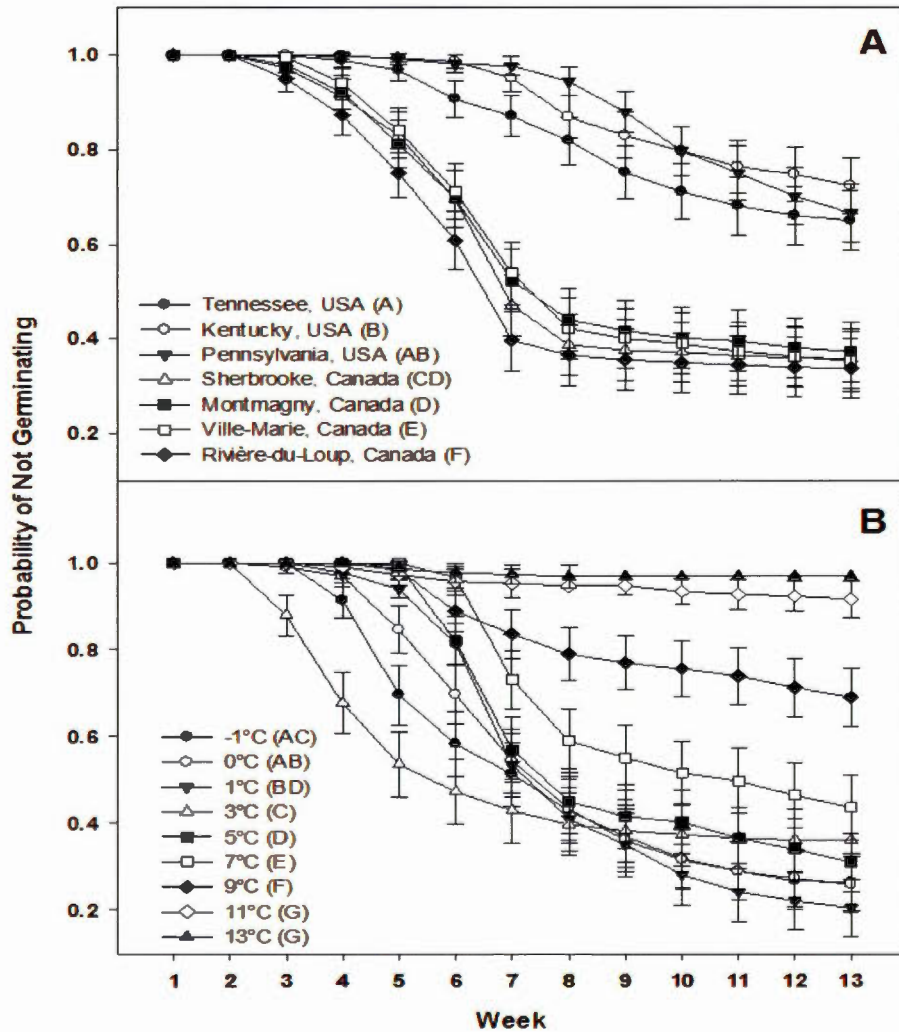 A
1.0
0.8
0.6
0.4
0.2
Tennessee, USA (A)
Kentucky, USA (B)
Pennsylvania, USA (AB)
Sherbrooke, Canada (CD)
Montmagny, Canada (D)
Ville-Marie, Canada (E)
Rivière-du-Loup, Canada (F)
Probability of Not Germinating
B
1.0
0.8
0.6
0.4
0.2
-1°C (AC)
0°C (AB)
1°C (BD)
3°C (C)
5°C (D)
7°C (E)
9°C (F)
11°C (G)
13°C (G)
1 2 3 4 5 6 7 8 9 10 11 12 13
Week